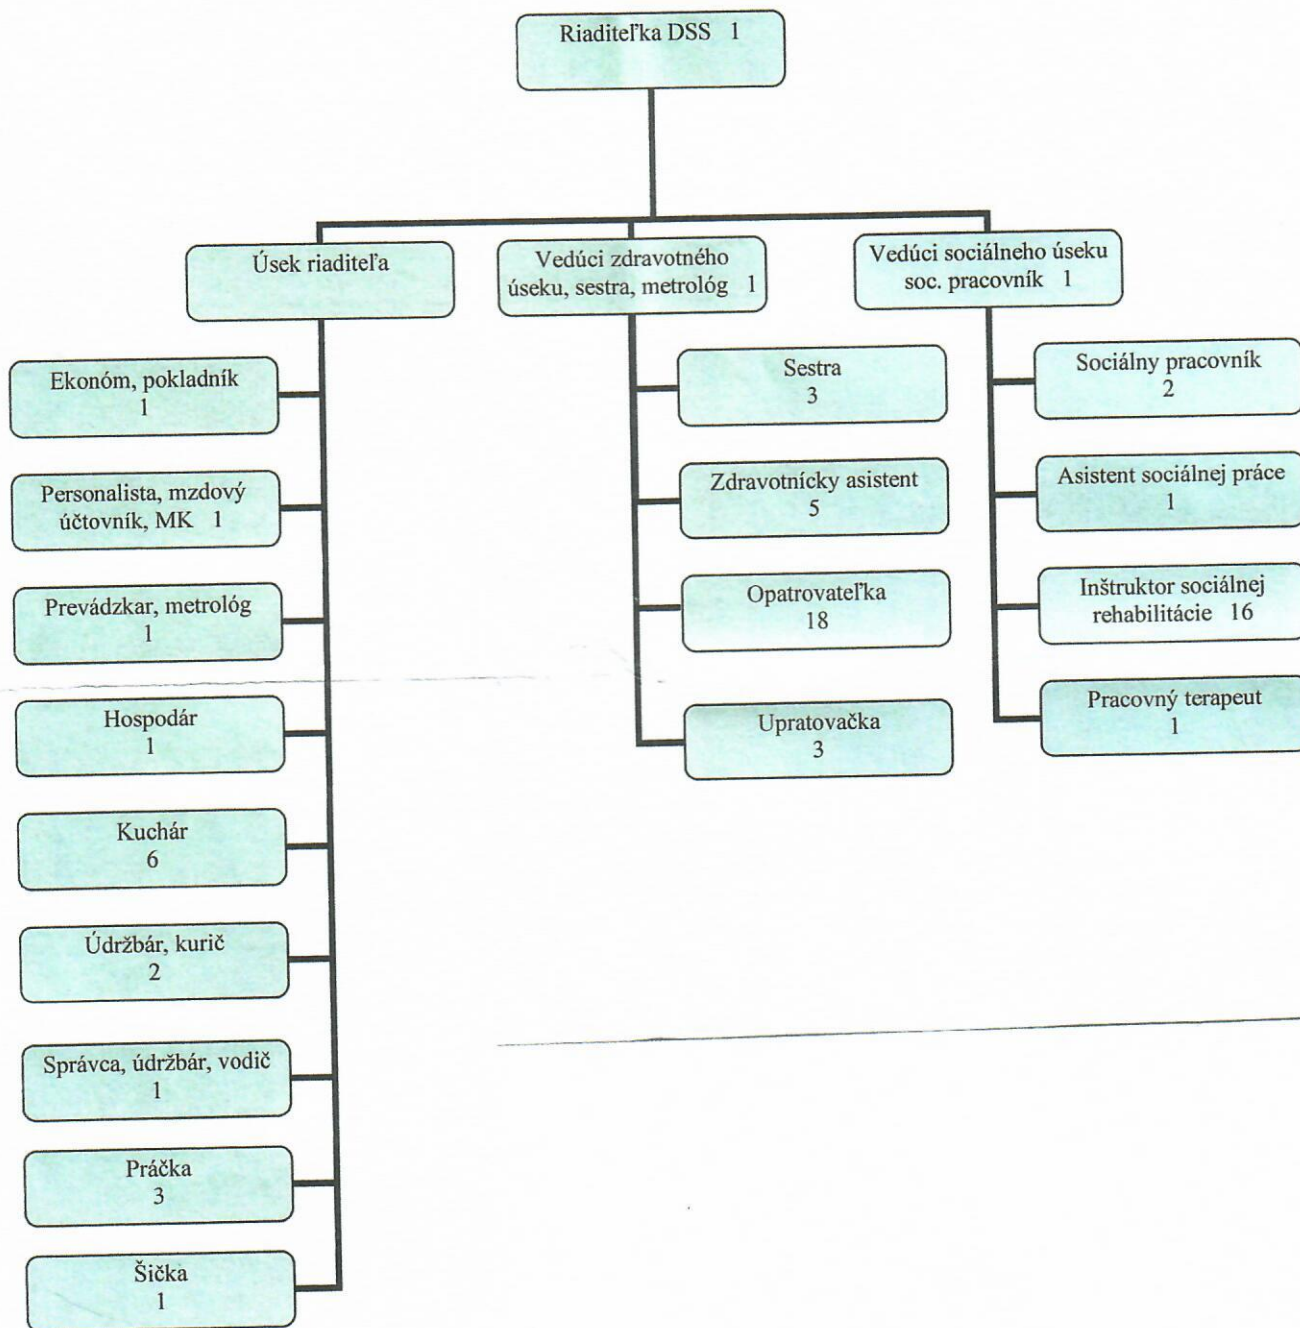 Riaditeľka DSS 1
Úsek riaditeľa
Vedúci zdravotného
úseku, sestra, metrológ 1
Vedúci sociálneho úseku
soc. pracovník 1
Ekonóm, pokladník
1
Personalista, mzdový
účtovník, MK 1
Prevádzkar, metrológ
1
Hospodár
1
Kuchár
6
Údržbár, kurič
2
Správca, údržbár, vodič
1
Práčka
3
Šička
1
Sestra
3
Zdravotnícky asistent
5
Opatrovateľka
18
Upratovačka
3
Sociálny pracovník
2
Asistent sociálnej práce
1
Inštruktor sociálnej
rehabilitácie 16
Pracovný terapeut
1